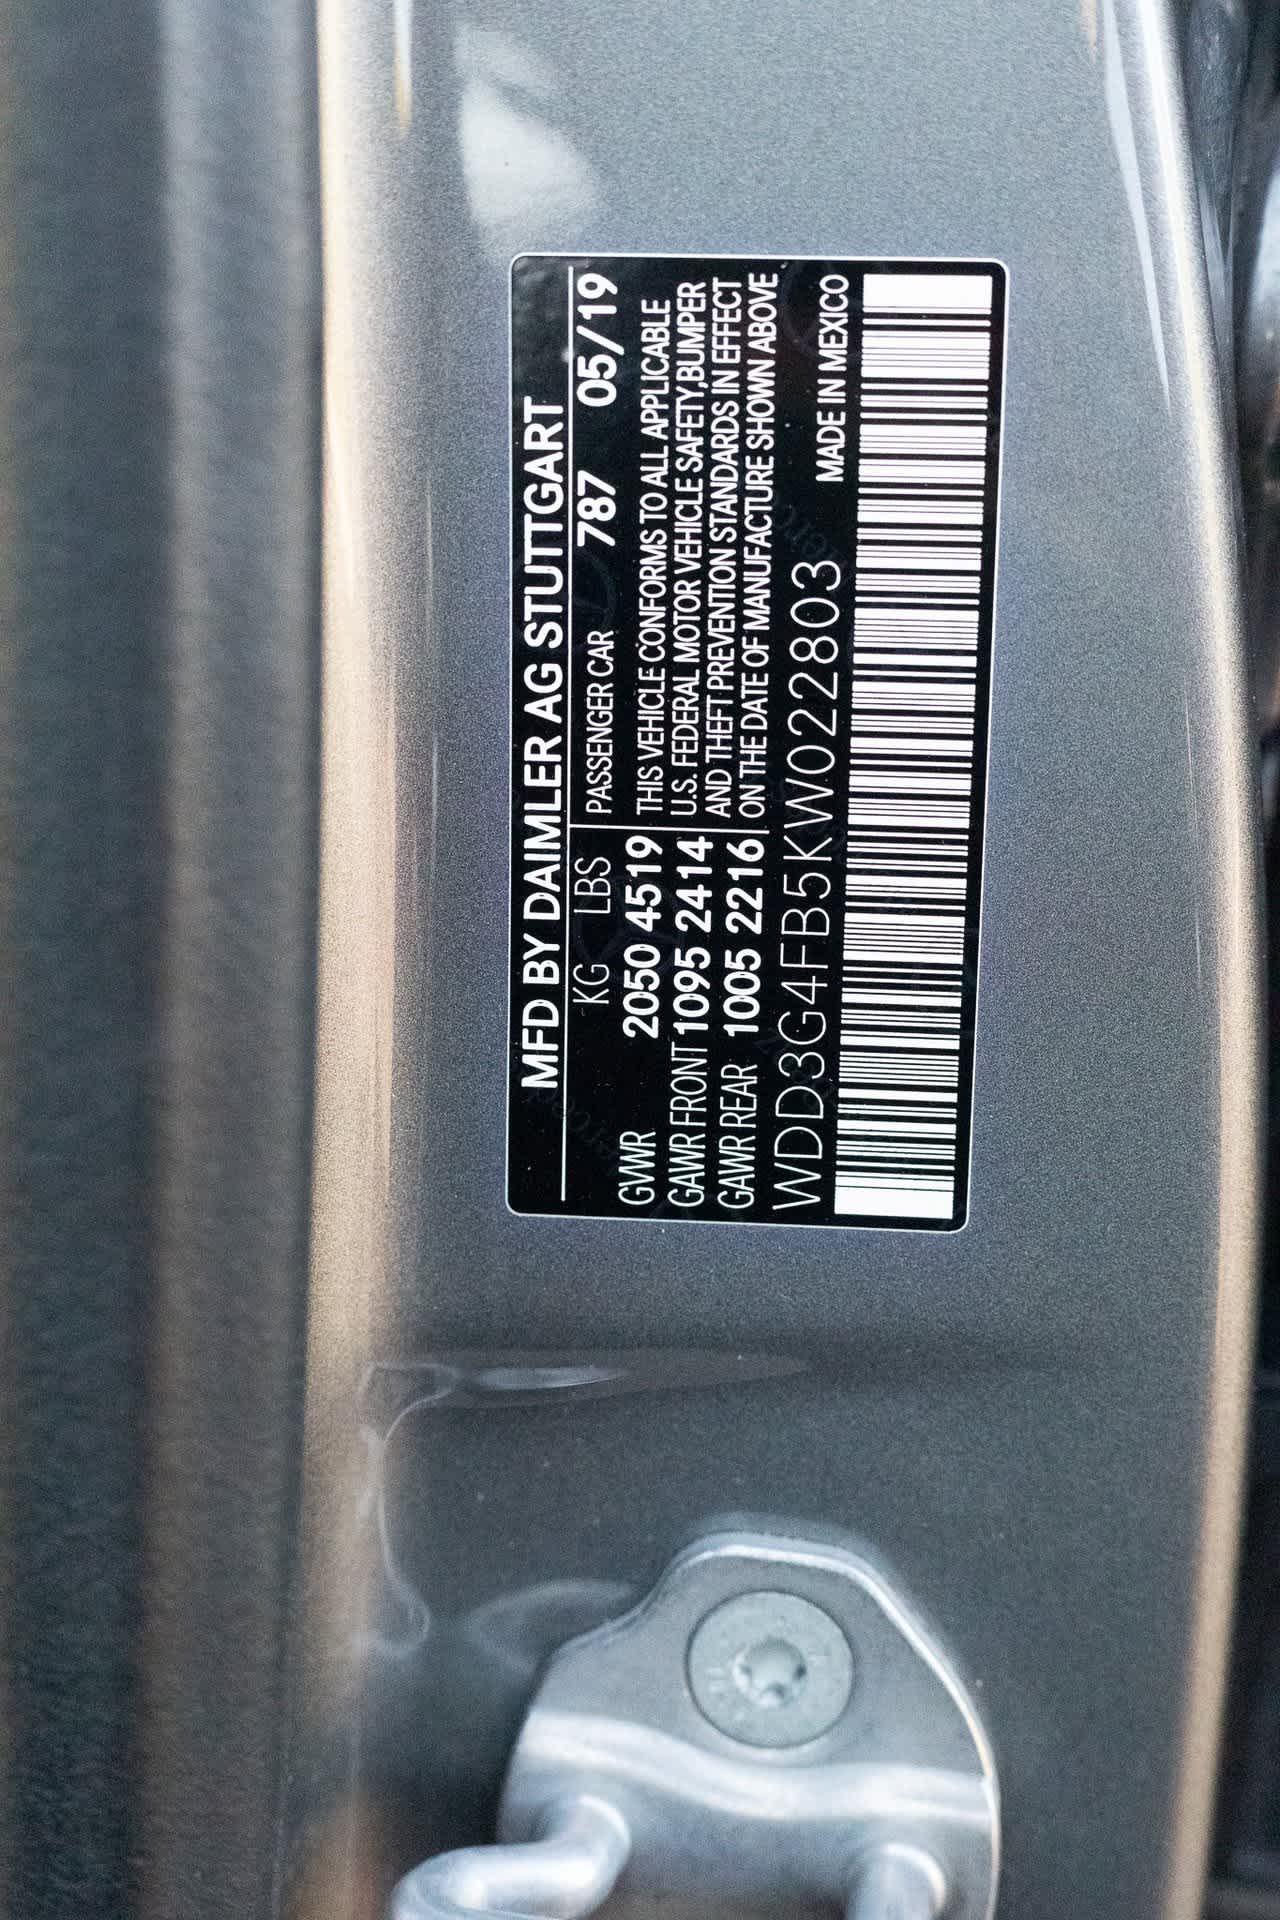 MFD BY DAIMLER AG STUTTGART
KG LBS PASSENGER CAR 787 05/19
GVWR 2050 4519 THIS VEHICLE CONFORMS TO ALL APPLICABLE
GAWR FRONT 1095 2414 U.S. FEDERAL MOTOR VEHICLE SAFETY,BUMPER
GAWR REAR 1005 2216 AND THEFT PREVENTION STANDARDS IN EFFECT
ON THE DATE OF MANUFACTURE SHOWN ABOVE
WDD3G4FB5KW022803 MADE IN MEXICO